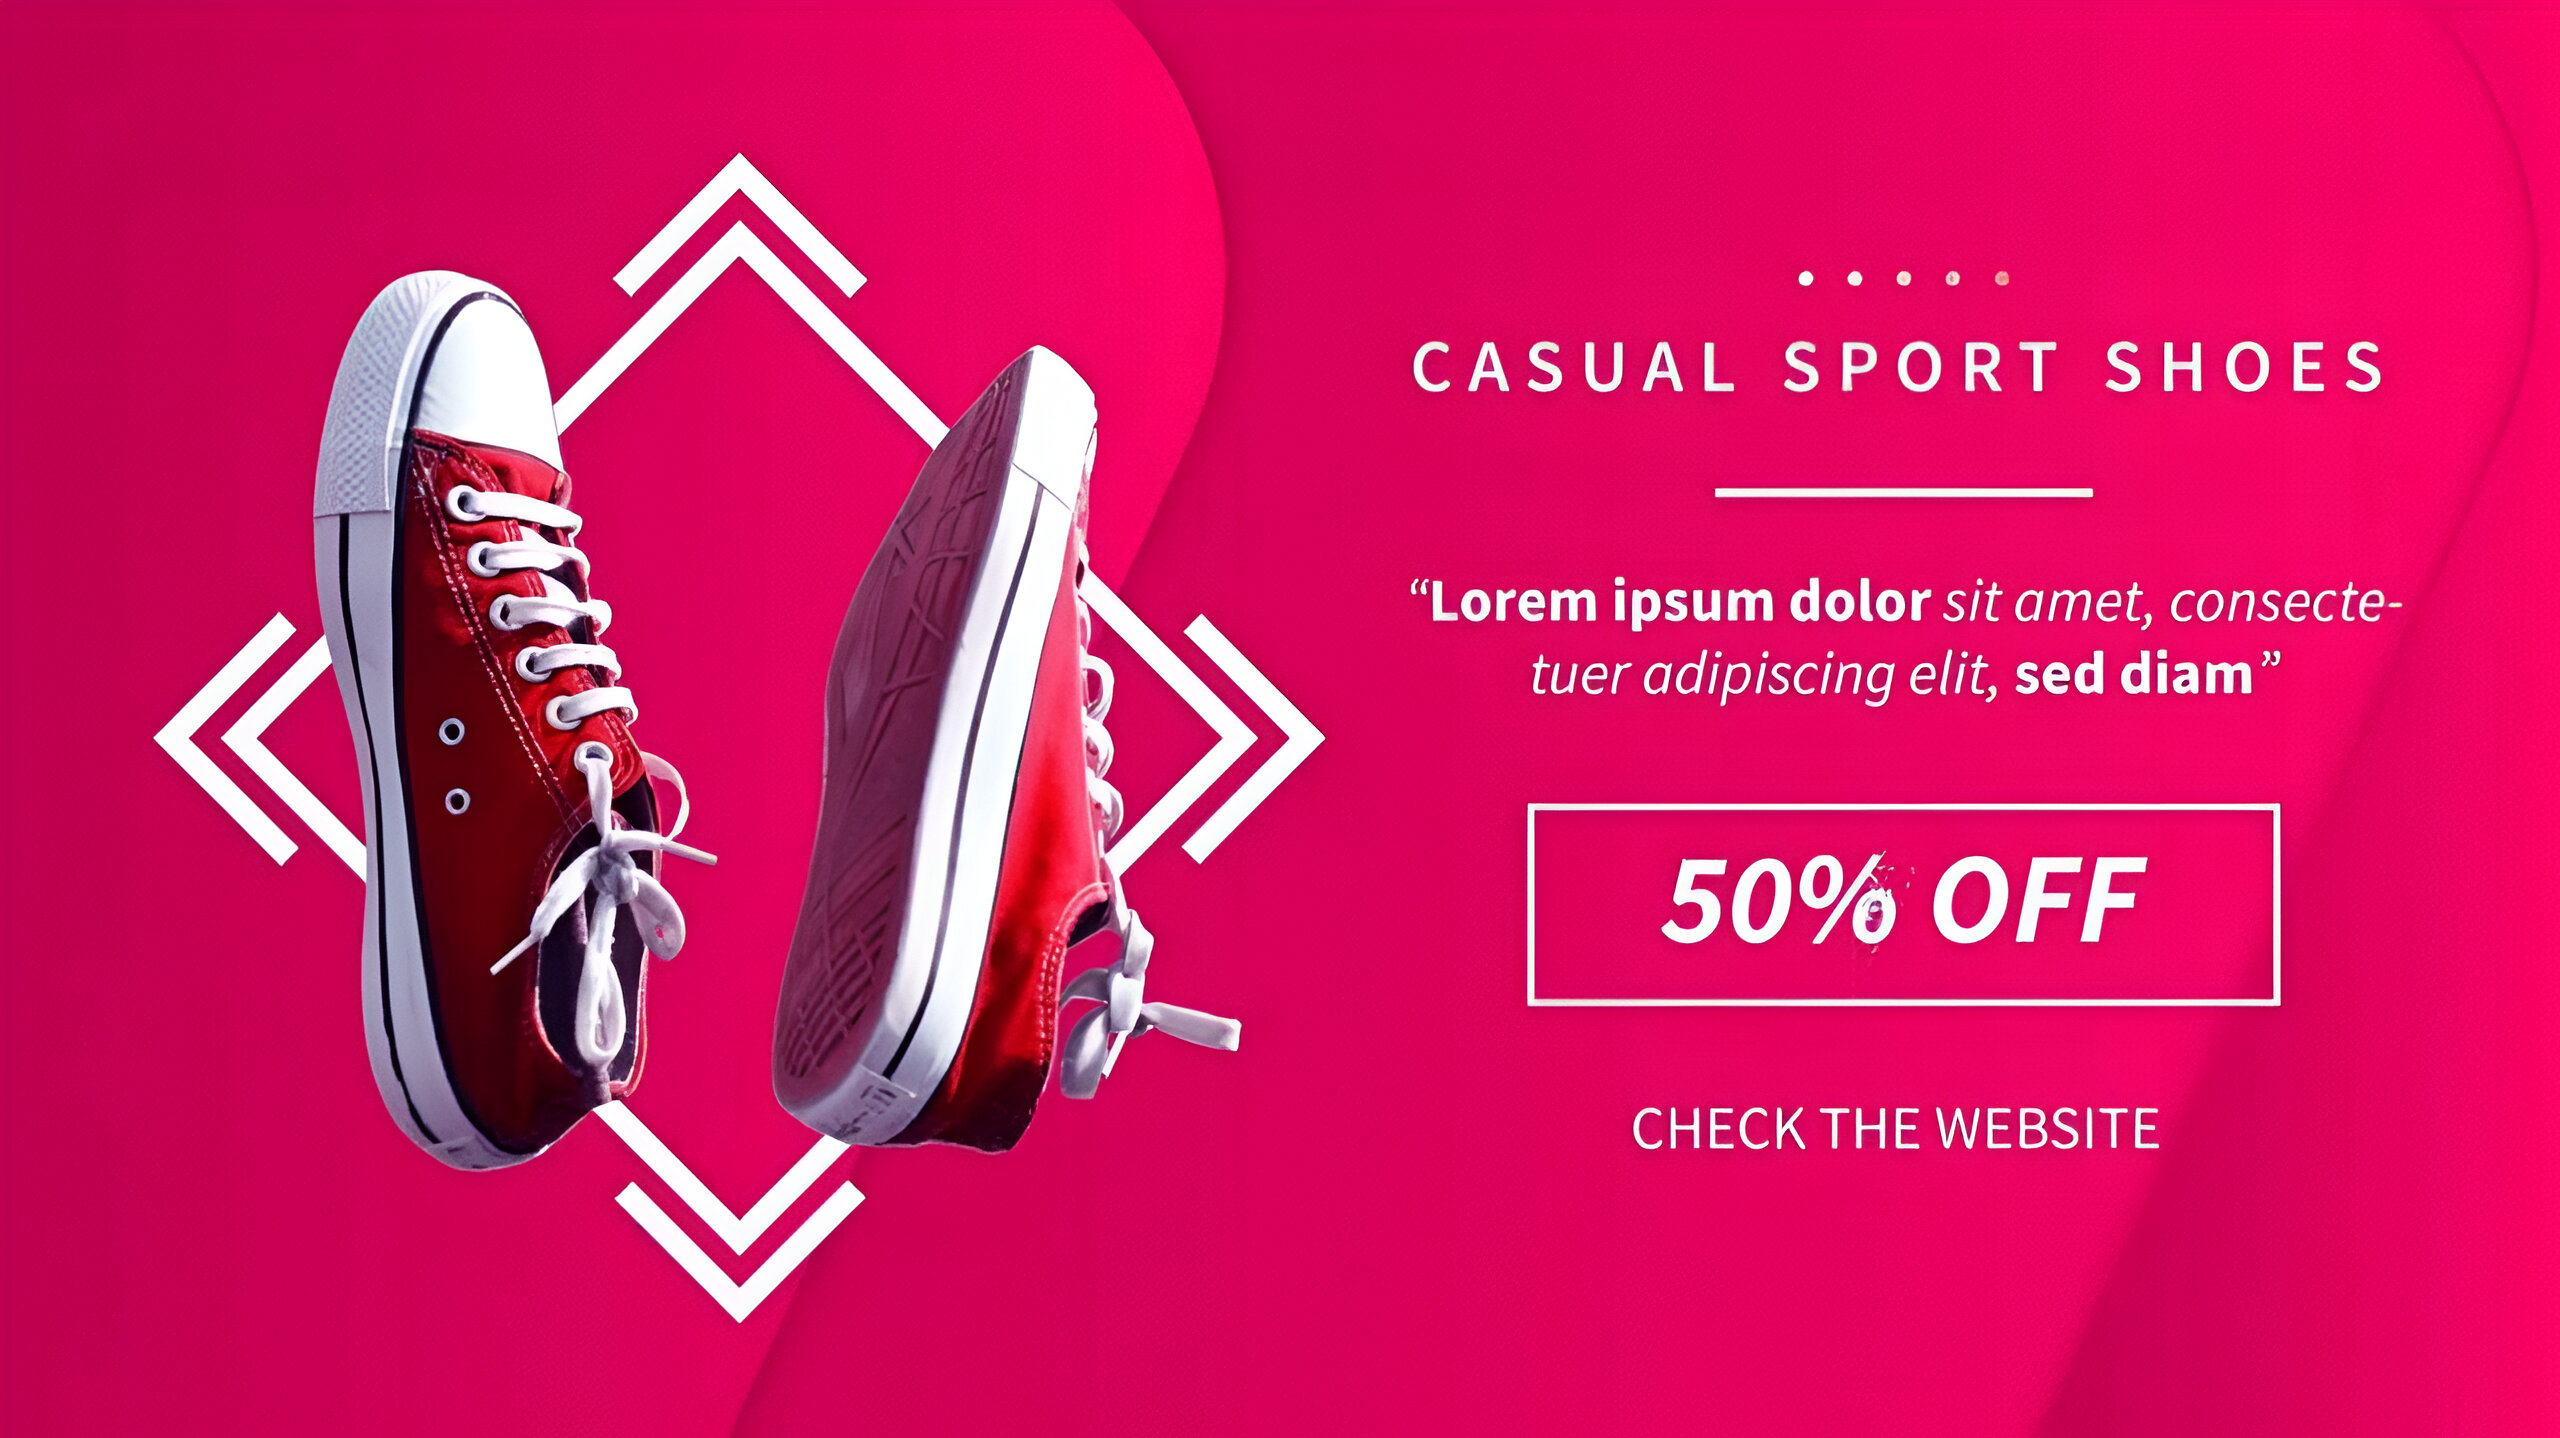 CASUAL SPORT SHOES
“Lorem ipsum dolor sit amet, consecte-
tuer adipiscing elit, sed diam”
50% OFF
CHECK THE WEBSITE